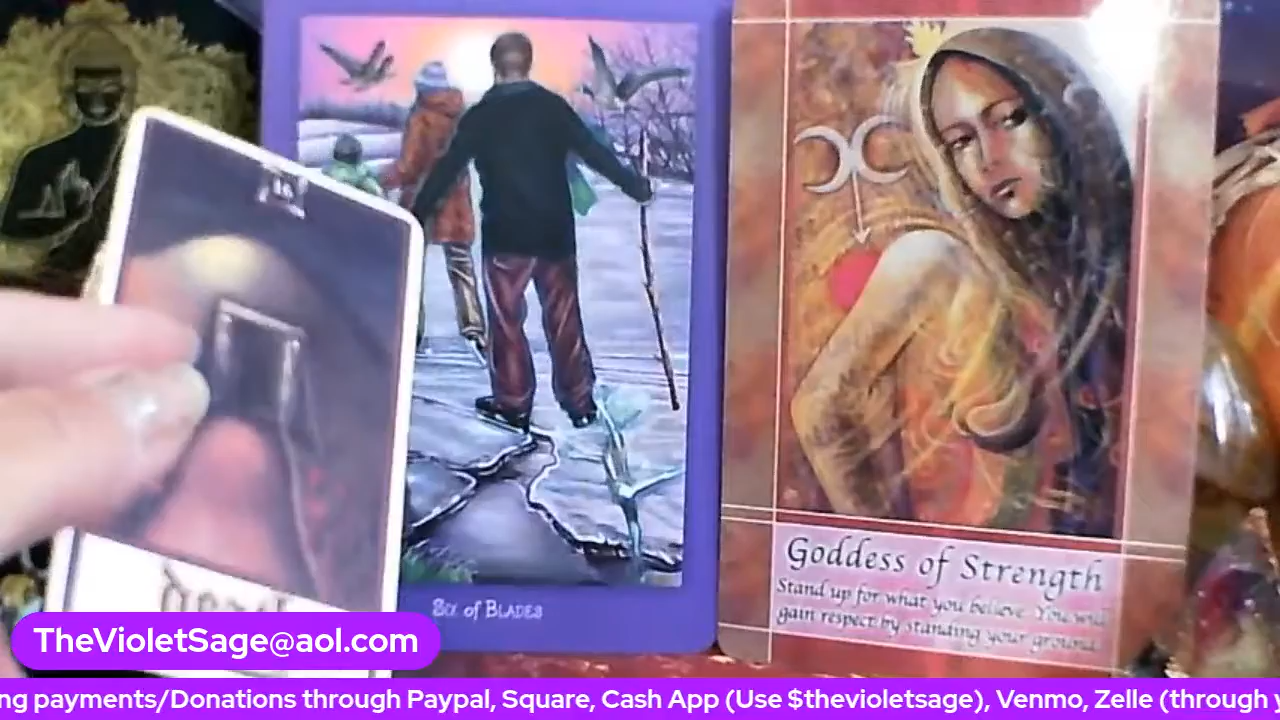 Six of Blades
Goddess of Strength
Stand up for what you believe. You will
gain respect by standing your ground.
TheVioletSage@aol.com
ng payments/Donations through Paypal, Square, Cash App (Use $thevioletsage), Venmo, Zelle (through y